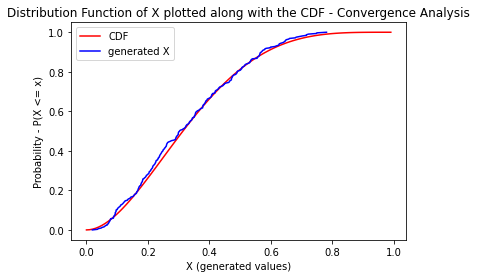 Distribution Function of X plotted along with the CDF - Convergence Analysis
CDF
generated X
Probability - P(X <= x)
1.0
0.8
0.6
0.4
0.2
0.0
0.0 0.2 0.4 0.6 0.8 1.0
X (generated values)